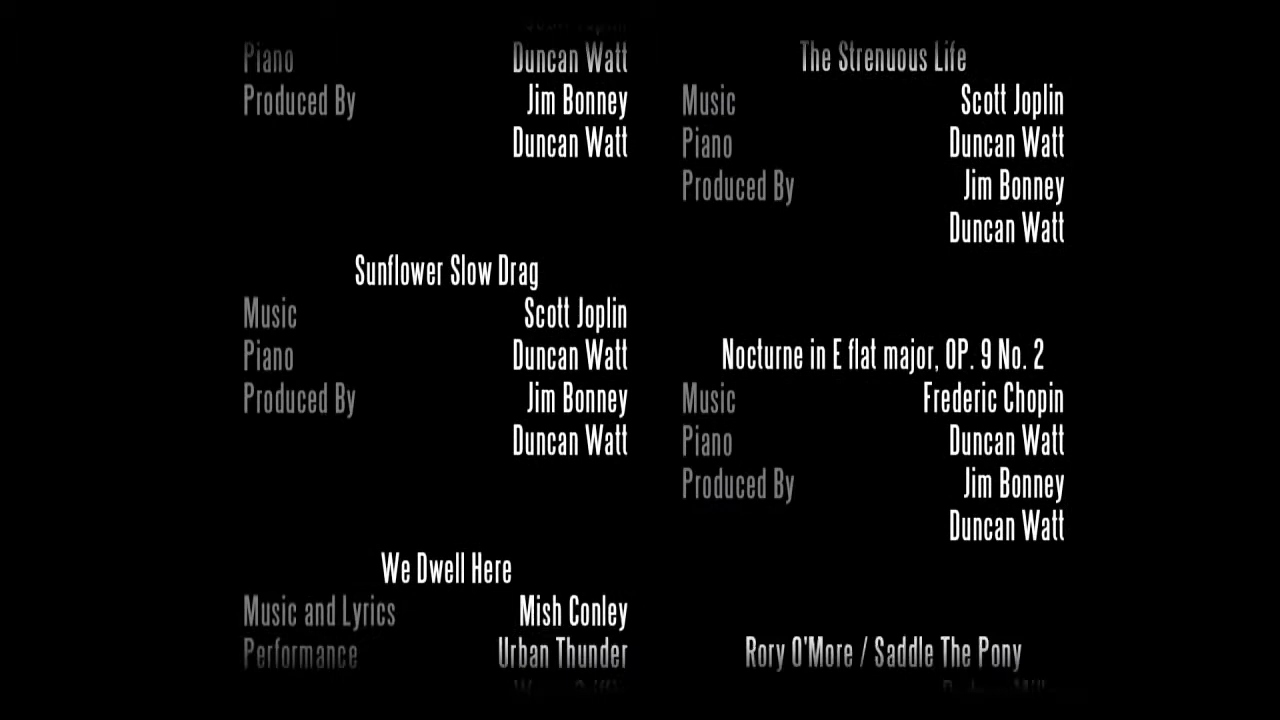 Piano Duncan Watt
Produced By Jim Bonney
Duncan Watt
Sunflower Slow Drag
Music Scott Joplin
Piano Duncan Watt
Produced By Jim Bonney
Duncan Watt
We Dwell Here
Music and Lyrics Mish Conley
Performance Urban Thunder
The Strenuous Life
Music Scott Joplin
Piano Duncan Watt
Produced By Jim Bonney
Duncan Watt
Nocturne in E flat major, OP. 9 No. 2
Music Frederic Chopin
Piano Duncan Watt
Produced By Jim Bonney
Duncan Watt
Rory O'More / Saddle The Pony